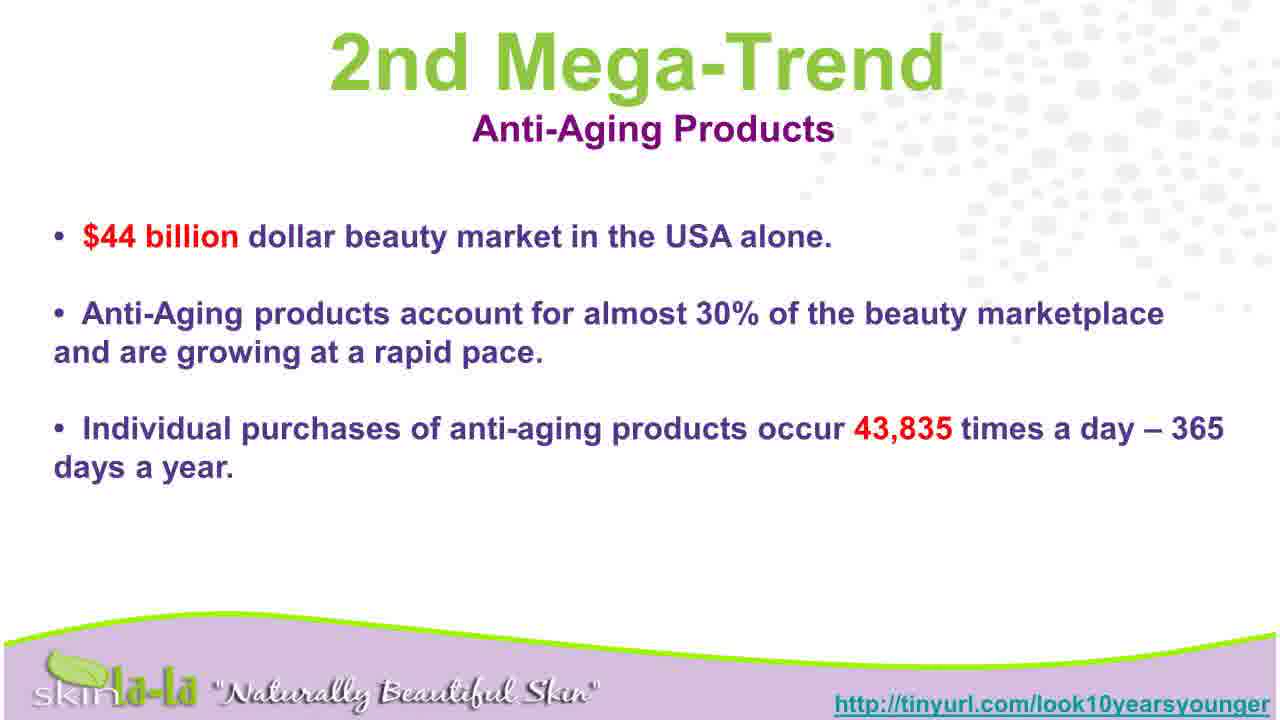 2nd Mega-Trend
Anti-Aging Products
• $44 billion dollar beauty market in the USA alone.
• Anti-Aging products account for almost 30% of the beauty marketplace
and are growing at a rapid pace.
• Individual purchases of anti-aging products occur 43,835 times a day – 365
days a year.
skin la-la "Naturally Beautiful Skin"
http://tinyurl.com/look10yearsyounger